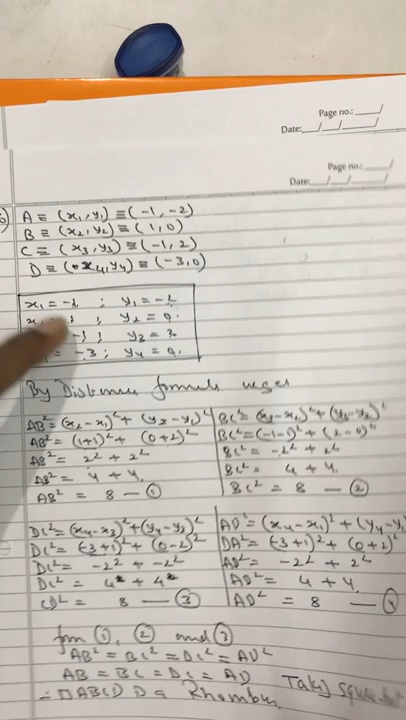 Page no.:
Date: / /
Page no.:
Date: / /
A ≡ (x₁, y₁) ≡ (-1, -2)
B ≡ (x₂, y₂) ≡ (1, 0)
C ≡ (x₃, y₃) ≡ (-1, 2)
D ≡ (x₄, y₄) ≡ (-3, 0)
x₁ = -1 ; y₁ = -2
1 ; y₂ = 0.
-1 ; y₃ = 2
= -3 ; y₄ = 0.
By Distance formula
AB² = (x₂ - x₁)² + (y₂ - y₁)²
AB² = (1+1)² + (0+2)²
AB² = 2² + 2²
AB² = 4 + 4.
AB² = 8 — ①
BC² = (x₃ - x₂)² + (y₃ - y₂)²
BC² = (-1-1)² + (2-0)²
BC² = -2² + 2²
BC² = 4 + 4.
BC² = 8 — ②
DC² = (x₄ - x₃)² + (y₄ - y₃)²
DC² = (-3+1)² + (0-2)²
DC² = -2² + -2²
DC² = 4 + 4
CD² = 8 — ③
AD² = (x₄ - x₁)² + (y₄ - y₁)
DA² = (-3+1)² + (0+2)²
AD² = -2² + 2²
AD² = 4 + 4.
AD² = 8 — ④
from ①, ② and ③
AB² = BC² = DC² = AD²
AB = BC = DC = AD Taking square
∴ □ABCD Rhombus